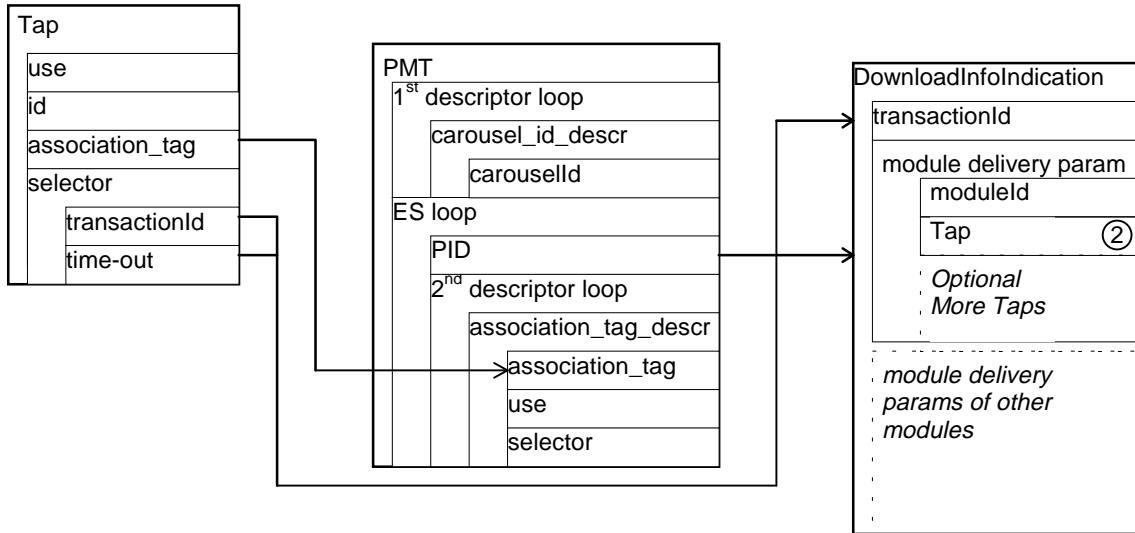 Tap
use
id
association_tag
selector
transactionId
time-out
PMT
1st descriptor loop
carousel_id_descr
carouselId
ES loop
PID
2nd descriptor loop
association_tag_descr
association_tag
use
selector
DownloadInfoIndication
transactionId
module delivery param
moduleId
Tap ②
Optional
More Taps
module delivery
params of other
modules